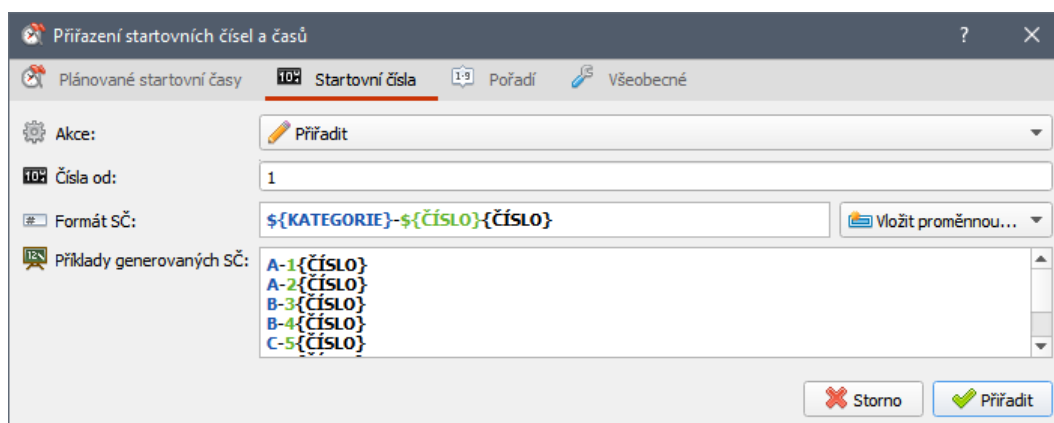 Přiřazení startovních čísel a časů
Plánované startovní časy Startovní čísla Pořadí Všeobecné
Akce: Přiřadit
Čísla od: 1
Formát SČ: ${KATEGORIE}-${ČÍSLO}{ČÍSLO} Vložit proměnnou...
Příklady generovaných SČ: A-1{ČÍSLO}
A-2{ČÍSLO}
B-3{ČÍSLO}
B-4{ČÍSLO}
C-5{ČÍSLO}
Storno Přiřadit